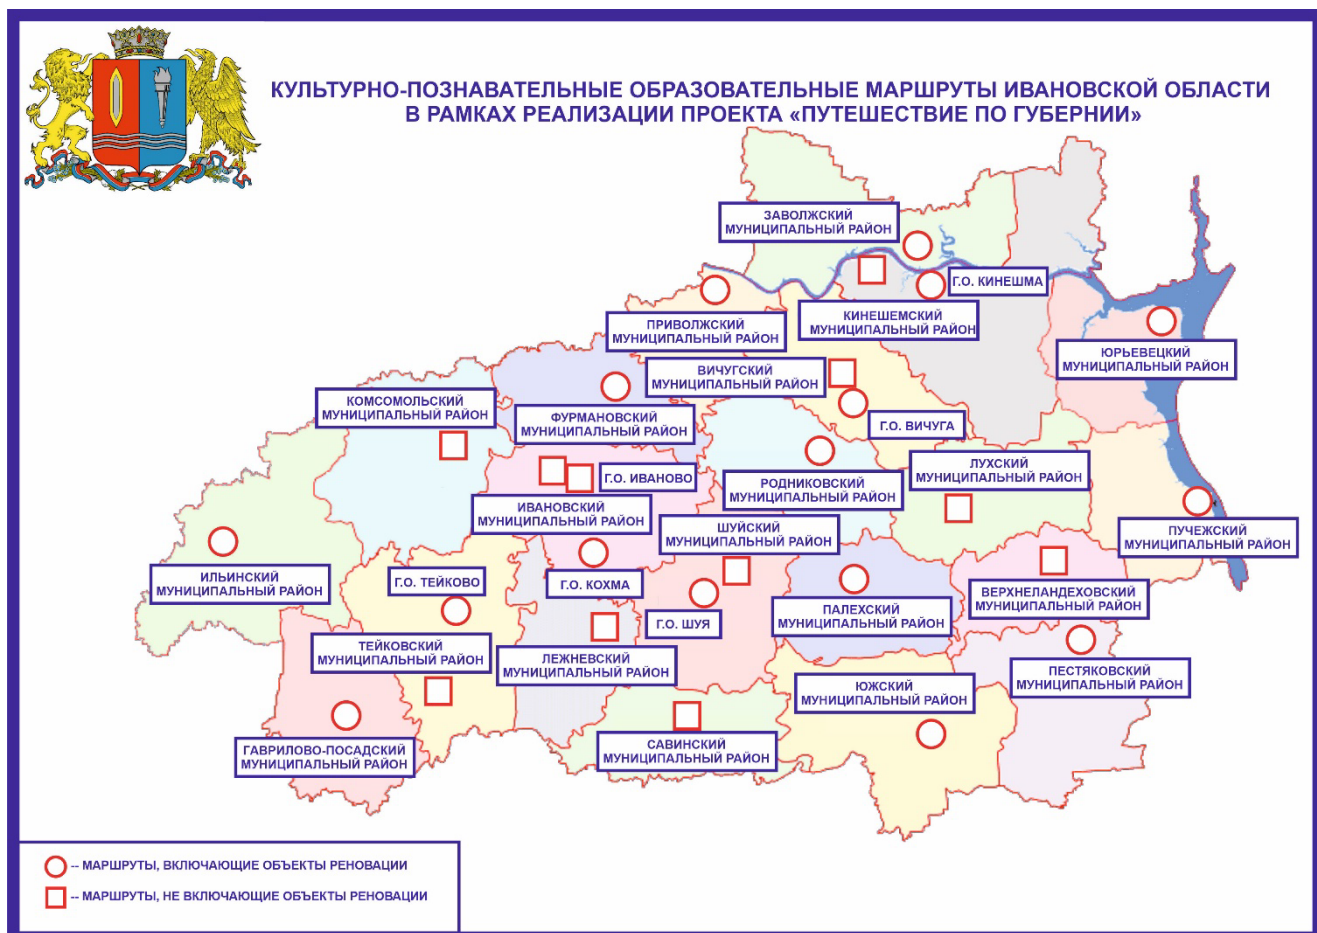 КУЛЬТУРНО-ПОЗНАВАТЕЛЬНЫЕ ОБРАЗОВАТЕЛЬНЫЕ МАРШРУТЫ ИВАНОВСКОЙ ОБЛАСТИ
В РАМКАХ РЕАЛИЗАЦИИ ПРОЕКТА «ПУТЕШЕСТВИЕ ПО ГУБЕРНИИ»
ЗАВОЛЖСКИЙ
МУНИЦИПАЛЬНЫЙ РАЙОН
Г.О. КИНЕШМА
КИНЕШЕМСКИЙ
МУНИЦИПАЛЬНЫЙ РАЙОН
ПРИВОЛЖСКИЙ
МУНИЦИПАЛЬНЫЙ РАЙОН
ЮРЬЕВЕЦКИЙ
МУНИЦИПАЛЬНЫЙ РАЙОН
ВИЧУГСКИЙ
МУНИЦИПАЛЬНЫЙ РАЙОН
КОМСОМОЛЬСКИЙ
МУНИЦИПАЛЬНЫЙ РАЙОН
ФУРМАНОВСКИЙ
МУНИЦИПАЛЬНЫЙ РАЙОН
Г.О. ВИЧУГА
ЛУХСКИЙ
МУНИЦИПАЛЬНЫЙ РАЙОН
Г.О. ИВАНОВО
РОДНИКОВСКИЙ
МУНИЦИПАЛЬНЫЙ РАЙОН
ИВАНОВСКИЙ
МУНИЦИПАЛЬНЫЙ РАЙОН
ШУЙСКИЙ
МУНИЦИПАЛЬНЫЙ РАЙОН
ПУЧЕЖСКИЙ
МУНИЦИПАЛЬНЫЙ РАЙОН
ИЛЬИНСКИЙ
МУНИЦИПАЛЬНЫЙ РАЙОН
Г.О. ТЕЙКОВО
Г.О. КОХМА
ВЕРХНЕЛАНДЕХОВСКИЙ
МУНИЦИПАЛЬНЫЙ РАЙОН
Г.О. ШУЯ
ПАЛЕХСКИЙ
МУНИЦИПАЛЬНЫЙ РАЙОН
ТЕЙКОВСКИЙ
МУНИЦИПАЛЬНЫЙ РАЙОН
ЛЕЖНЕВСКИЙ
МУНИЦИПАЛЬНЫЙ РАЙОН
ПЕСТЯКОВСКИЙ
МУНИЦИПАЛЬНЫЙ РАЙОН
ЮЖСКИЙ
МУНИЦИПАЛЬНЫЙ РАЙОН
ГАВРИЛОВО-ПОСАДСКИЙ
МУНИЦИПАЛЬНЫЙ РАЙОН
САВИНСКИЙ
МУНИЦИПАЛЬНЫЙ РАЙОН
-- МАРШРУТЫ, ВКЛЮЧАЮЩИЕ ОБЪЕКТЫ РЕНОВАЦИИ
-- МАРШРУТЫ, НЕ ВКЛЮЧАЮЩИЕ ОБЪЕКТЫ РЕНОВАЦИИ